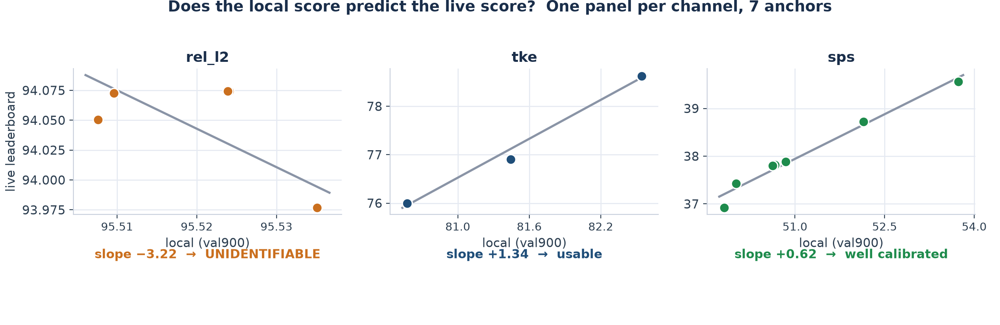 Does the local score predict the live score?  One panel per channel, 7 anchors
rel_l2
tke
sps
live leaderboard
94.075
94.050
94.025
94.000
93.975
95.51
95.52
95.53
local (val900)
slope −3.22 → UNIDENTIFIABLE
78
77
76
81.0
81.6
82.2
local (val900)
slope +1.34 → usable
39
38
37
51.0
52.5
54.0
local (val900)
slope +0.62 → well calibrated